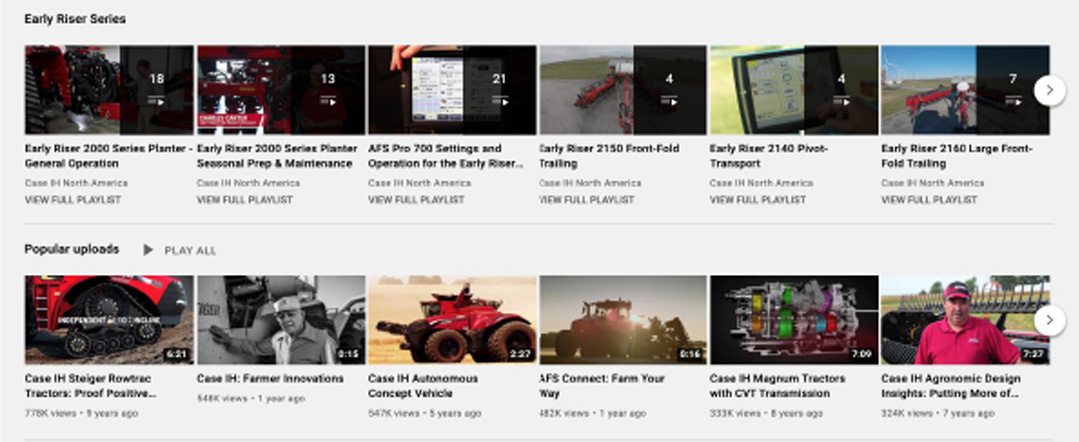 Early Riser Series
18
13
21
4
4
7
CHARLES CARTER
Early Riser 2000 Series Planter -
General Operation
Case IH North America
VIEW FULL PLAYLIST
Early Riser 2000 Series Planter
Seasonal Prep & Maintenance
Case IH North America
VIEW FULL PLAYLIST
AFS Pro 700 Settings and
Operation for the Early Riser...
Case IH North America
VIEW FULL PLAYLIST
Early Riser 2150 Front-Fold
Trailing
Case IH North America
VIEW FULL PLAYLIST
Early Riser 2140 Pivot-
Transport
Case IH North America
VIEW FULL PLAYLIST
Early Riser 2160 Large Front-
Fold Trailing
Case IH North America
VIEW FULL PLAYLIST
Popular uploads
PLAY ALL
6:21
0:15
2:27
0:16
7:09
7:37
Case IH Steiger Rowtrac
Tractors: Proof Positive...
778K views • 9 years ago
Case IH: Farmer Innovations
548K views • 1 year ago
Case IH Autonomous
Concept Vehicle
547K views • 5 years ago
AFS Connect: Farm Your
Way
482K views • 1 year ago
Case IH Magnum Tractors
with CVT Transmission
333K views • 8 years ago
Case IH Agronomic Design
Insights: Putting More of...
324K views • 7 years ago